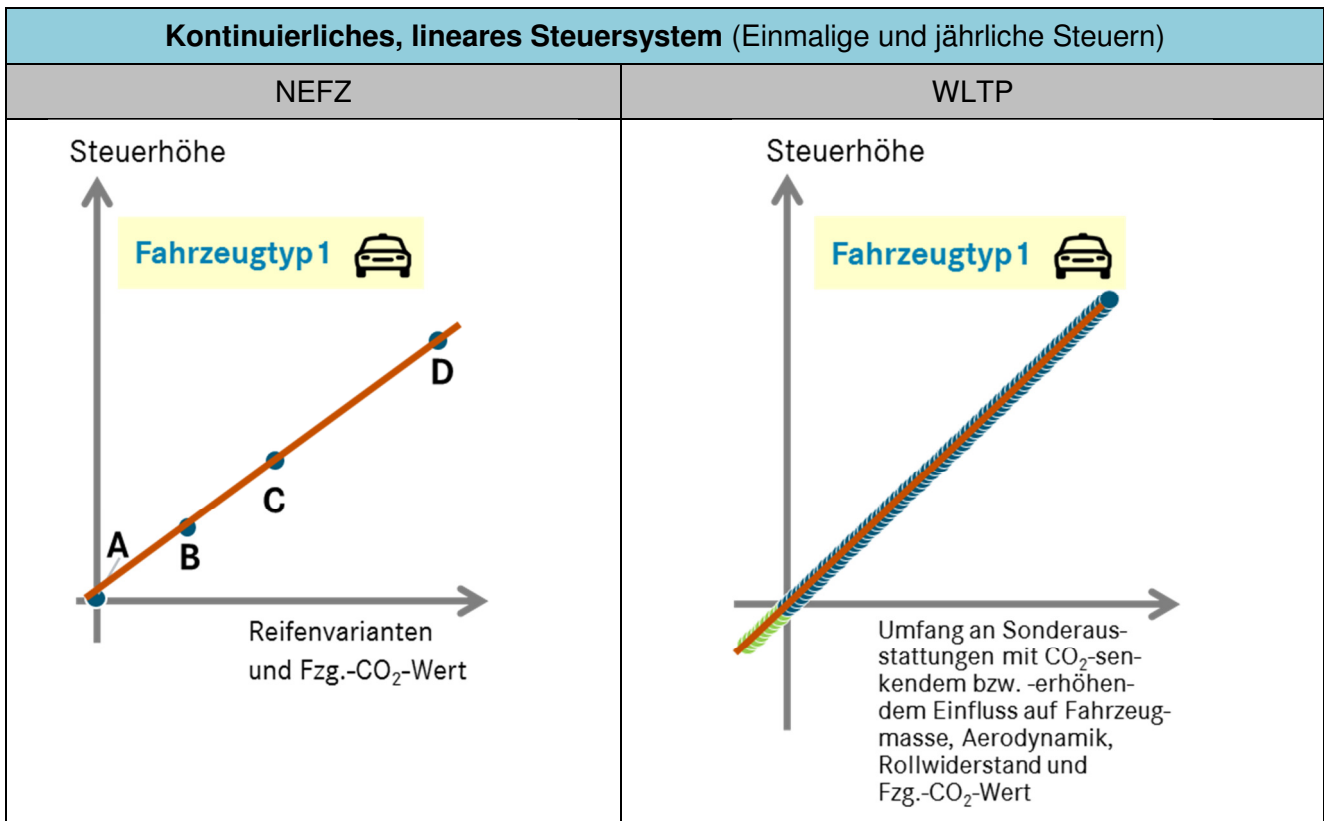 Kontinuierliches, lineares Steuersystem (Einmalige und jährliche Steuern)
NEFZ
WLTP
Steuerhöhe
Fahrzeugtyp 1
A
B
C
D
Reifenvarianten
und Fzg.-CO₂-Wert
Steuerhöhe
Fahrzeugtyp 1
Umfang an Sonderaus-
stattungen mit CO₂-sen-
kendem bzw. -erhöhen-
dem Einfluss auf Fahrzeug-
masse, Aerodynamik,
Rollwiderstand und
Fzg.-CO₂-Wert